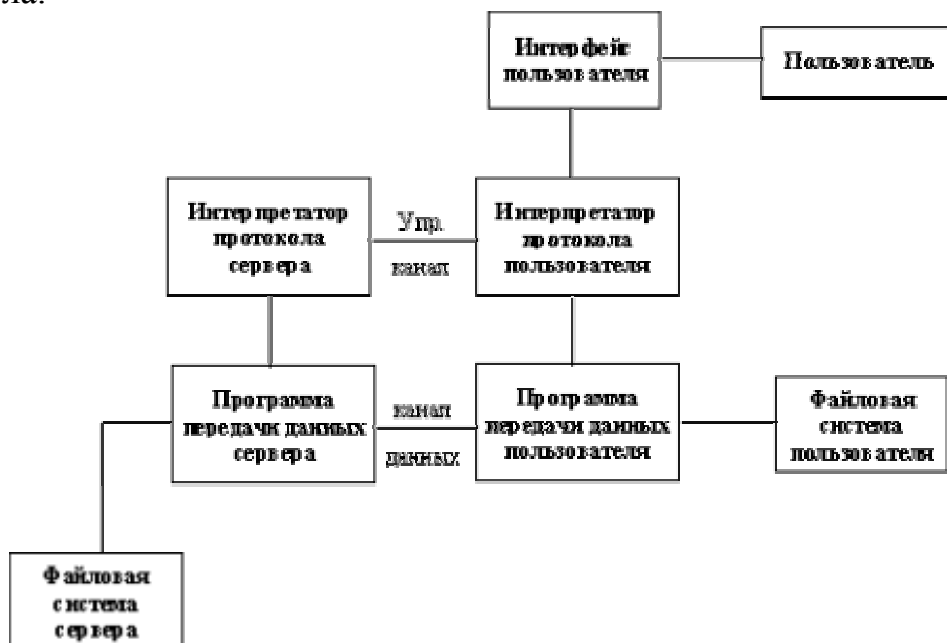 Интерфейс
пользователя
Пользователь
Интерпретатор
протокола
сервера
Упр.
канал
Интерпретатор
протокола
пользователя
Программа
передачи данных
сервера
канал
данных
Программа
передачи данных
пользователя
Файловая
система
пользователя
Файловая
система
сервера